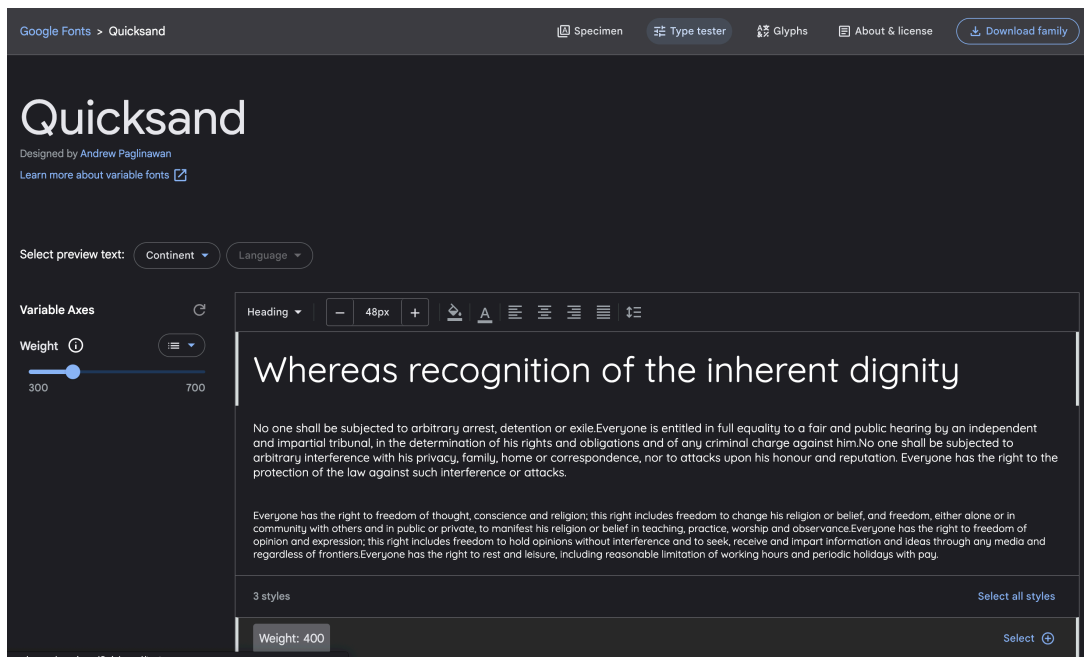 Google Fonts > Quicksand
Specimen
Type tester
Glyphs
About & license
Download family
Quicksand
Designed by Andrew Paglinawan
Learn more about variable fonts
Select preview text:
Continent
Language
Variable Axes
Weight
300
700
Heading
48px
Whereas recognition of the inherent dignity
No one shall be subjected to arbitrary arrest, detention or exile.Everyone is entitled in full equality to a fair and public hearing by an independent
and impartial tribunal, in the determination of his rights and obligations and of any criminal charge against him.No one shall be subjected to
arbitrary interference with his privacy, family, home or correspondence, nor to attacks upon his honour and reputation. Everyone has the right to the
protection of the law against such interference or attacks.
Everyone has the right to freedom of thought, conscience and religion; this right includes freedom to change his religion or belief, and freedom, either alone or in
community with others and in public or private, to manifest his religion or belief in teaching, practice, worship and observance.Everyone has the right to freedom of
opinion and expression; this right includes freedom to hold opinions without interference and to seek, receive and impart information and ideas through any media and
regardless of frontiers.Everyone has the right to rest and leisure, including reasonable limitation of working hours and periodic holidays with pay.
3 styles
Select all styles
Weight: 400
Select